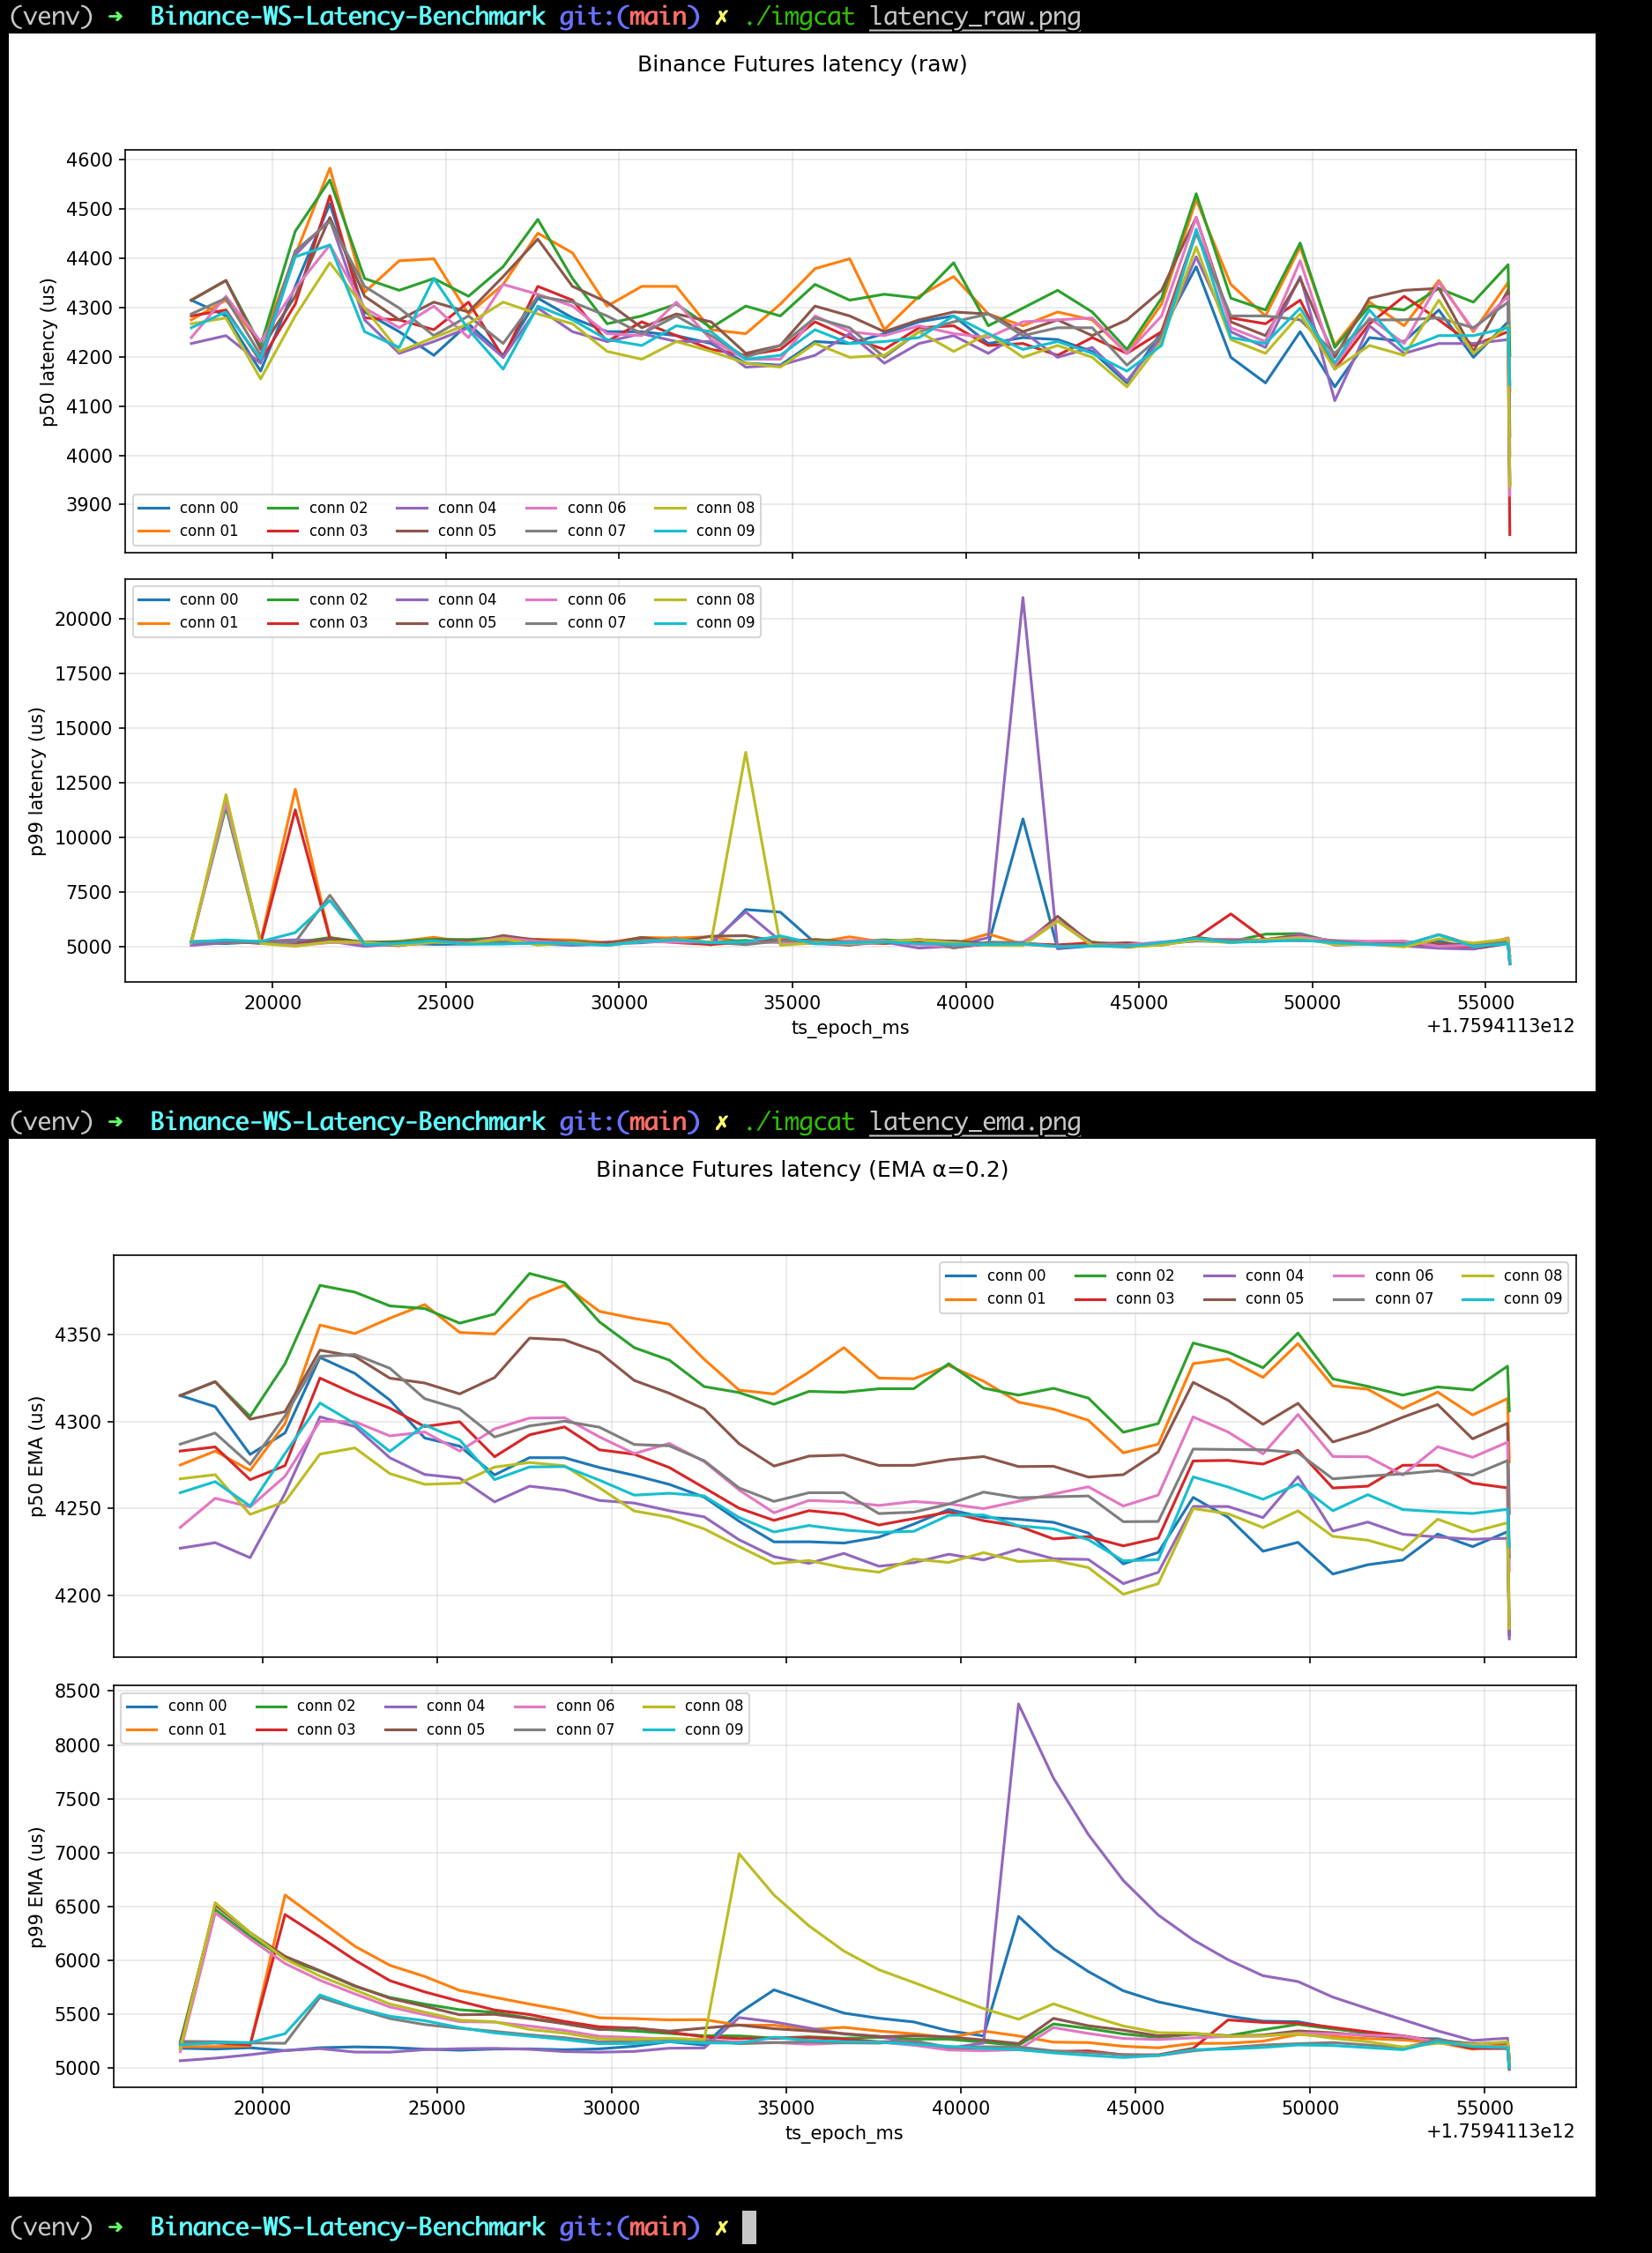 (venv) ➜ Binance-WS-Latency-Benchmark git:(main) ✗ ./imgcat latency_raw.png
Binance Futures latency (raw)
p50 latency (us)
4600
4500
4400
4300
4200
4100
4000
3900
conn 00 conn 02 conn 04 conn 06 conn 08
conn 01 conn 03 conn 05 conn 07 conn 09
p99 latency (us)
conn 00 conn 02 conn 04 conn 06 conn 08
conn 01 conn 03 conn 05 conn 07 conn 09
20000
17500
15000
12500
10000
7500
5000
20000 25000 30000 35000 40000 45000 50000 55000
ts_epoch_ms
+1.7594113e12
(venv) ➜ Binance-WS-Latency-Benchmark git:(main) ✗ ./imgcat latency_ema.png
Binance Futures latency (EMA α=0.2)
conn 00 conn 02 conn 04 conn 06 conn 08
conn 01 conn 03 conn 05 conn 07 conn 09
p50 EMA (us)
4350
4300
4250
4200
p99 EMA (us)
8500
conn 00 conn 02 conn 04 conn 06 conn 08
conn 01 conn 03 conn 05 conn 07 conn 09
8000
7500
7000
6500
6000
5500
5000
20000 25000 30000 35000 40000 45000 50000 55000
ts_epoch_ms
+1.7594113e12
(venv) ➜ Binance-WS-Latency-Benchmark git:(main) ✗